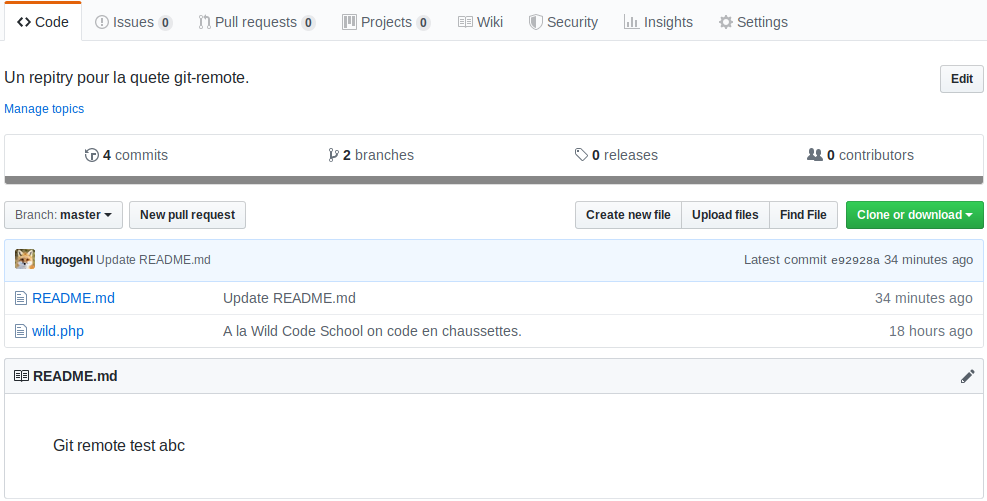 Code Issues 0 Pull requests 0 Projects 0 Wiki Security Insights Settings
Un repitry pour la quete git-remote. Edit
Manage topics
4 commits 2 branches 0 releases 0 contributors
Branch: master New pull request Create new file Upload files Find File Clone or download
hugogehl Update README.md Latest commit e92928a 34 minutes ago
README.md Update README.md 34 minutes ago
wild.php A la Wild Code School on code en chaussettes. 18 hours ago
README.md
Git remote test abc